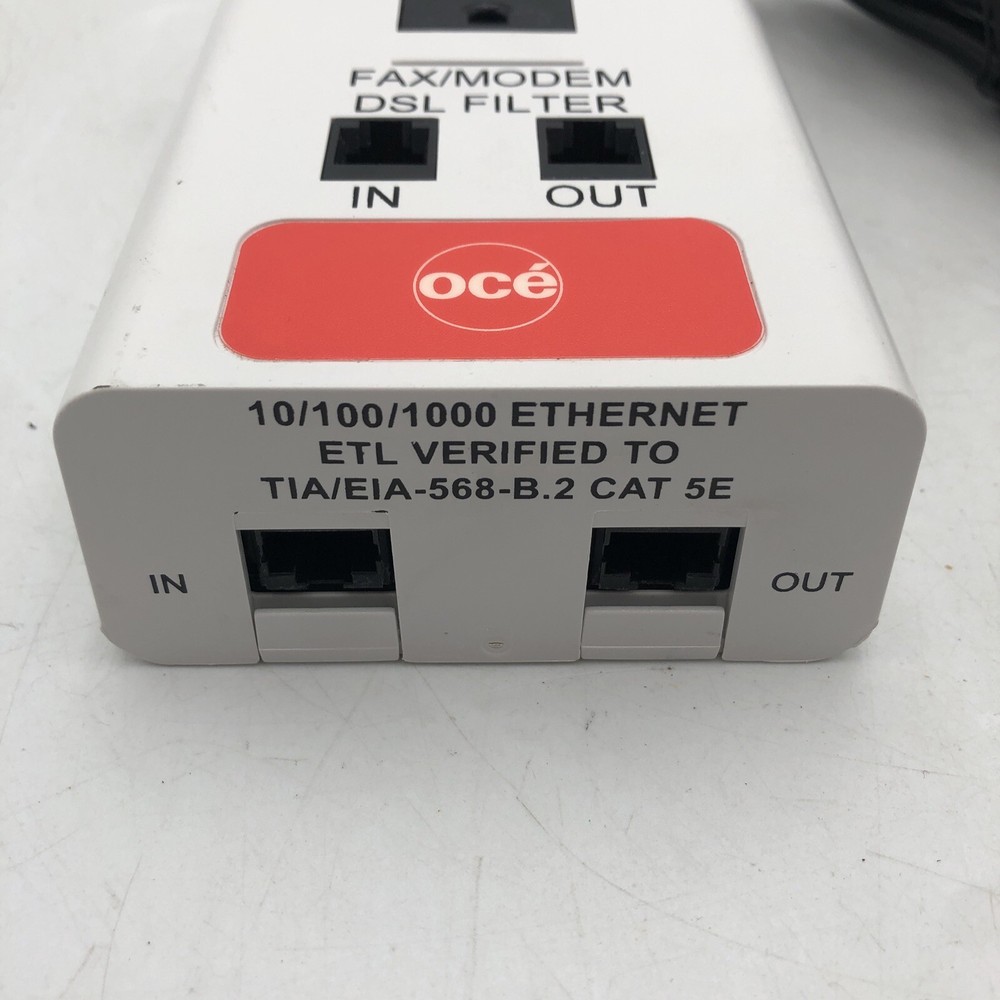 FAX/MODEM
DSL FILTER
IN OUT
océ
10/100/1000 ETHERNET
ETL VERIFIED TO
TIA/EIA-568-B.2 CAT 5E
IN OUT